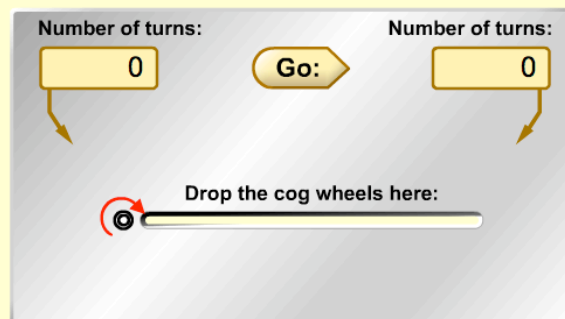 Number of turns:
Number of turns:
0
Go:
0
Drop the cog wheels here: